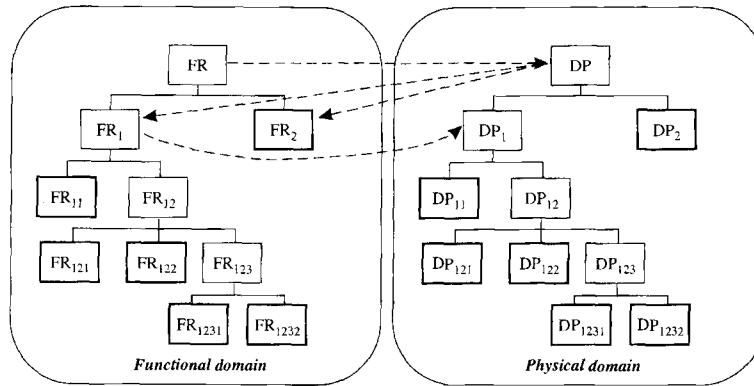 FR
DP
FR₁
FR₂
DP₁
DP₂
FR₁₁
FR₁₂
DP₁₁
DP₁₂
FR₁₂₁
FR₁₂₂
FR₁₂₃
DP₁₂₁
DP₁₂₂
DP₁₂₃
FR₁₂₃₁
FR₁₂₃₂
DP₁₂₃₁
DP₁₂₃₂
Functional domain
Physical domain